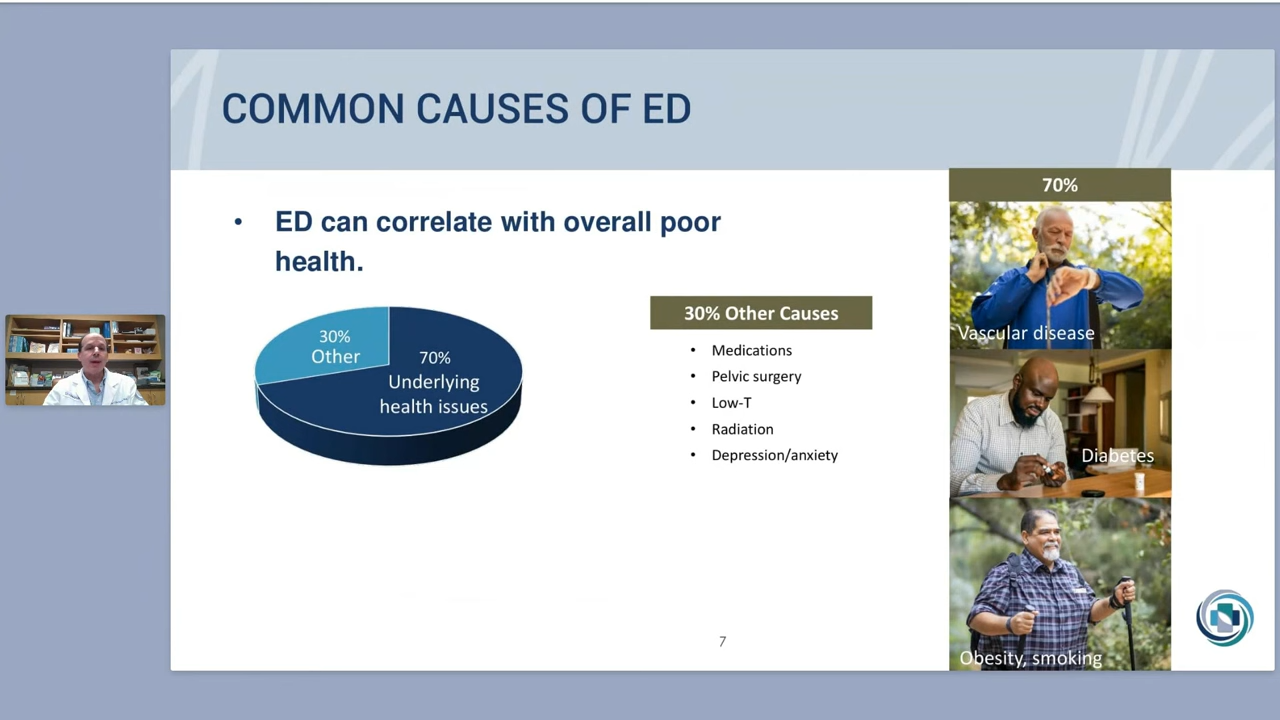 COMMON CAUSES OF ED
• ED can correlate with overall poor
health.
30%
Other
70%
Underlying
health issues
30% Other Causes
• Medications
• Pelvic surgery
• Low-T
• Radiation
• Depression/anxiety
70%
Vascular disease
Diabetes
Obesity, smoking
7